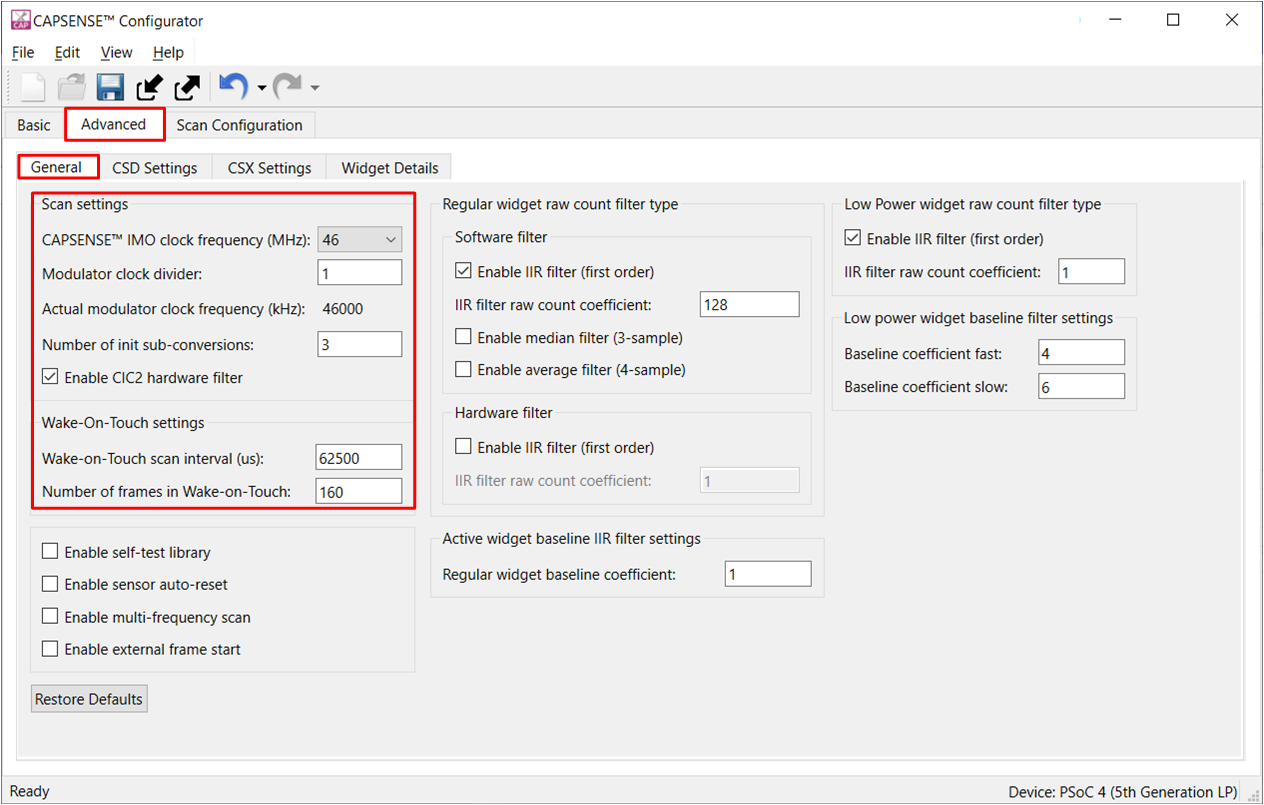 CAPSENSE™ Configurator
File Edit View Help
Basic Advanced Scan Configuration
General CSD Settings CSX Settings Widget Details
Scan settings
CAPSENSE™ IMO clock frequency (MHz): 46
Modulator clock divider: 1
Actual modulator clock frequency (kHz): 46000
Number of init sub-conversions: 3
Enable CIC2 hardware filter
Wake-On-Touch settings
Wake-on-Touch scan interval (us): 62500
Number of frames in Wake-on-Touch: 160
Enable self-test library
Enable sensor auto-reset
Enable multi-frequency scan
Enable external frame start
Restore Defaults
Regular widget raw count filter type
Software filter
Enable IIR filter (first order)
IIR filter raw count coefficient: 128
Enable median filter (3-sample)
Enable average filter (4-sample)
Hardware filter
Enable IIR filter (first order)
IIR filter raw count coefficient: 1
Active widget baseline IIR filter settings
Regular widget baseline coefficient: 1
Low Power widget raw count filter type
Enable IIR filter (first order)
IIR filter raw count coefficient: 1
Low power widget baseline filter settings
Baseline coefficient fast: 4
Baseline coefficient slow: 6
Ready Device: PSoC 4 (5th Generation LP)